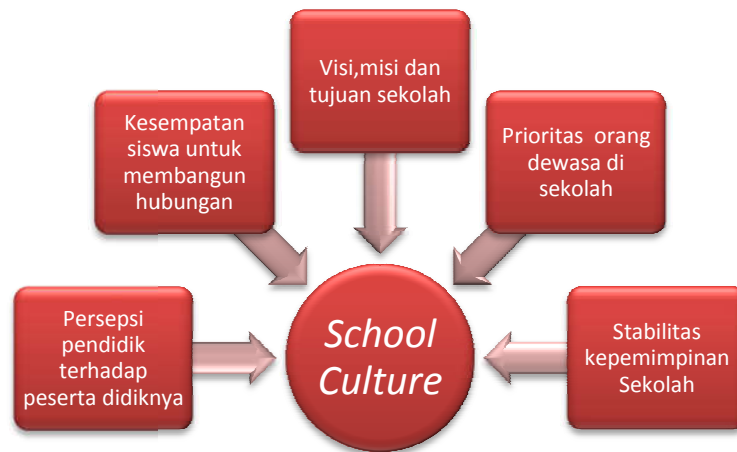 Visi,misi dan
tujuan sekolah
Kesempatan
siswa untuk
membangun
hubungan
Prioritas orang
dewasa di
sekolah
Persepsi
pendidik
terhadap
peserta didiknya
School
Culture
Stabilitas
kepemimpinan
Sekolah